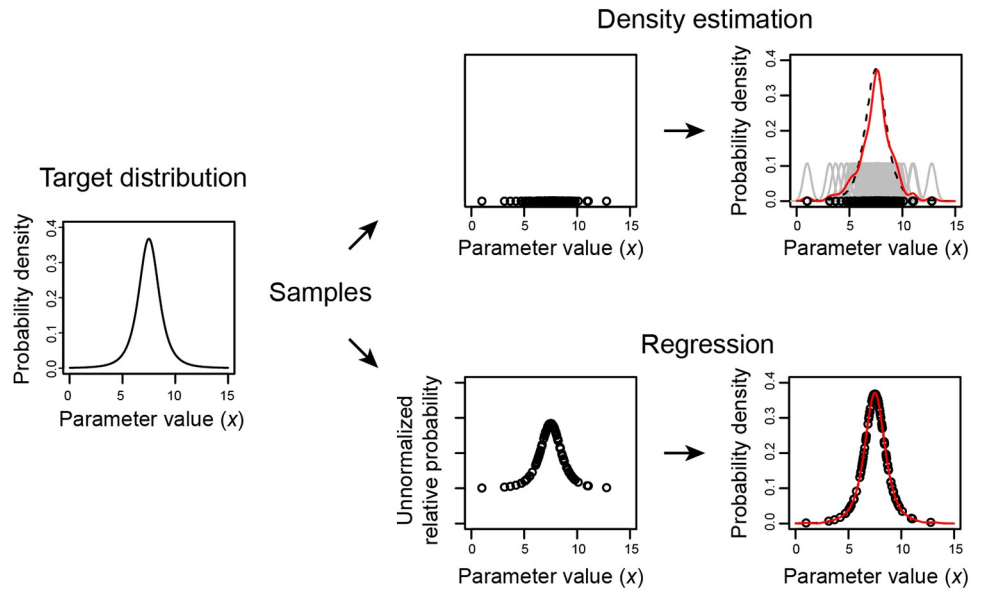 Density estimation
Probability density
0.0 0.1 0.2 0.3 0.4
0 5 10 15
Parameter value (x)
0 5 10 15
Parameter value (x)
Target distribution
Probability density
0.0 0.1 0.2 0.3 0.4
0 5 10 15
Parameter value (x)
Samples
Regression
Unnormalized
relative probability
0 5 10 15
Parameter value (x)
Probability density
0.0 0.1 0.2 0.3 0.4
0 5 10 15
Parameter value (x)